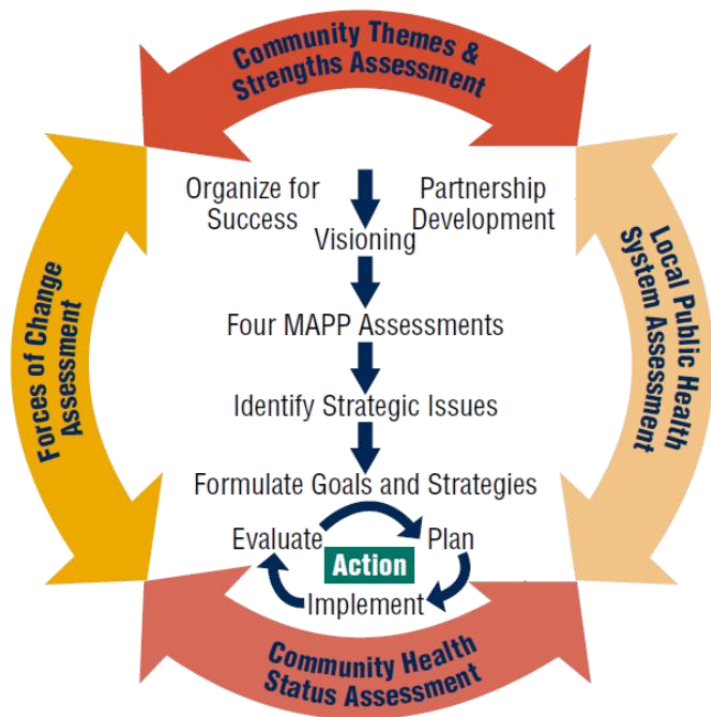 Community Themes &
Strengths Assessment
Organize for
Success
Partnership
Development
Visioning
Four MAPP Assessments
Identify Strategic Issues
Formulate Goals and Strategies
Evaluate
Plan
Action
Implement
Forces of Change
Assessment
Local Public Health
System Assessment
Community Health
Status Assessment